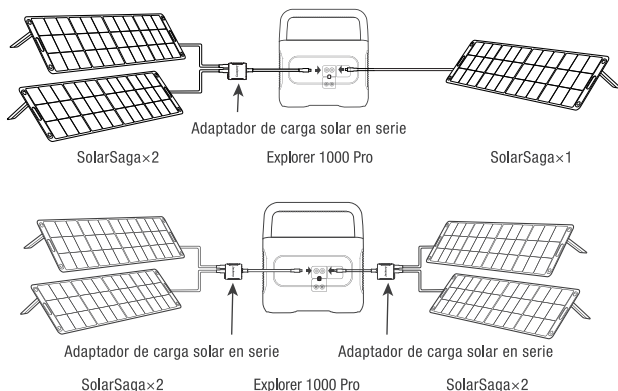 Adaptador de carga solar en serie
SolarSaga×2 Explorer 1000 Pro SolarSaga×1
Adaptador de carga solar en serie Adaptador de carga solar en serie
SolarSaga×2 Explorer 1000 Pro SolarSaga×2